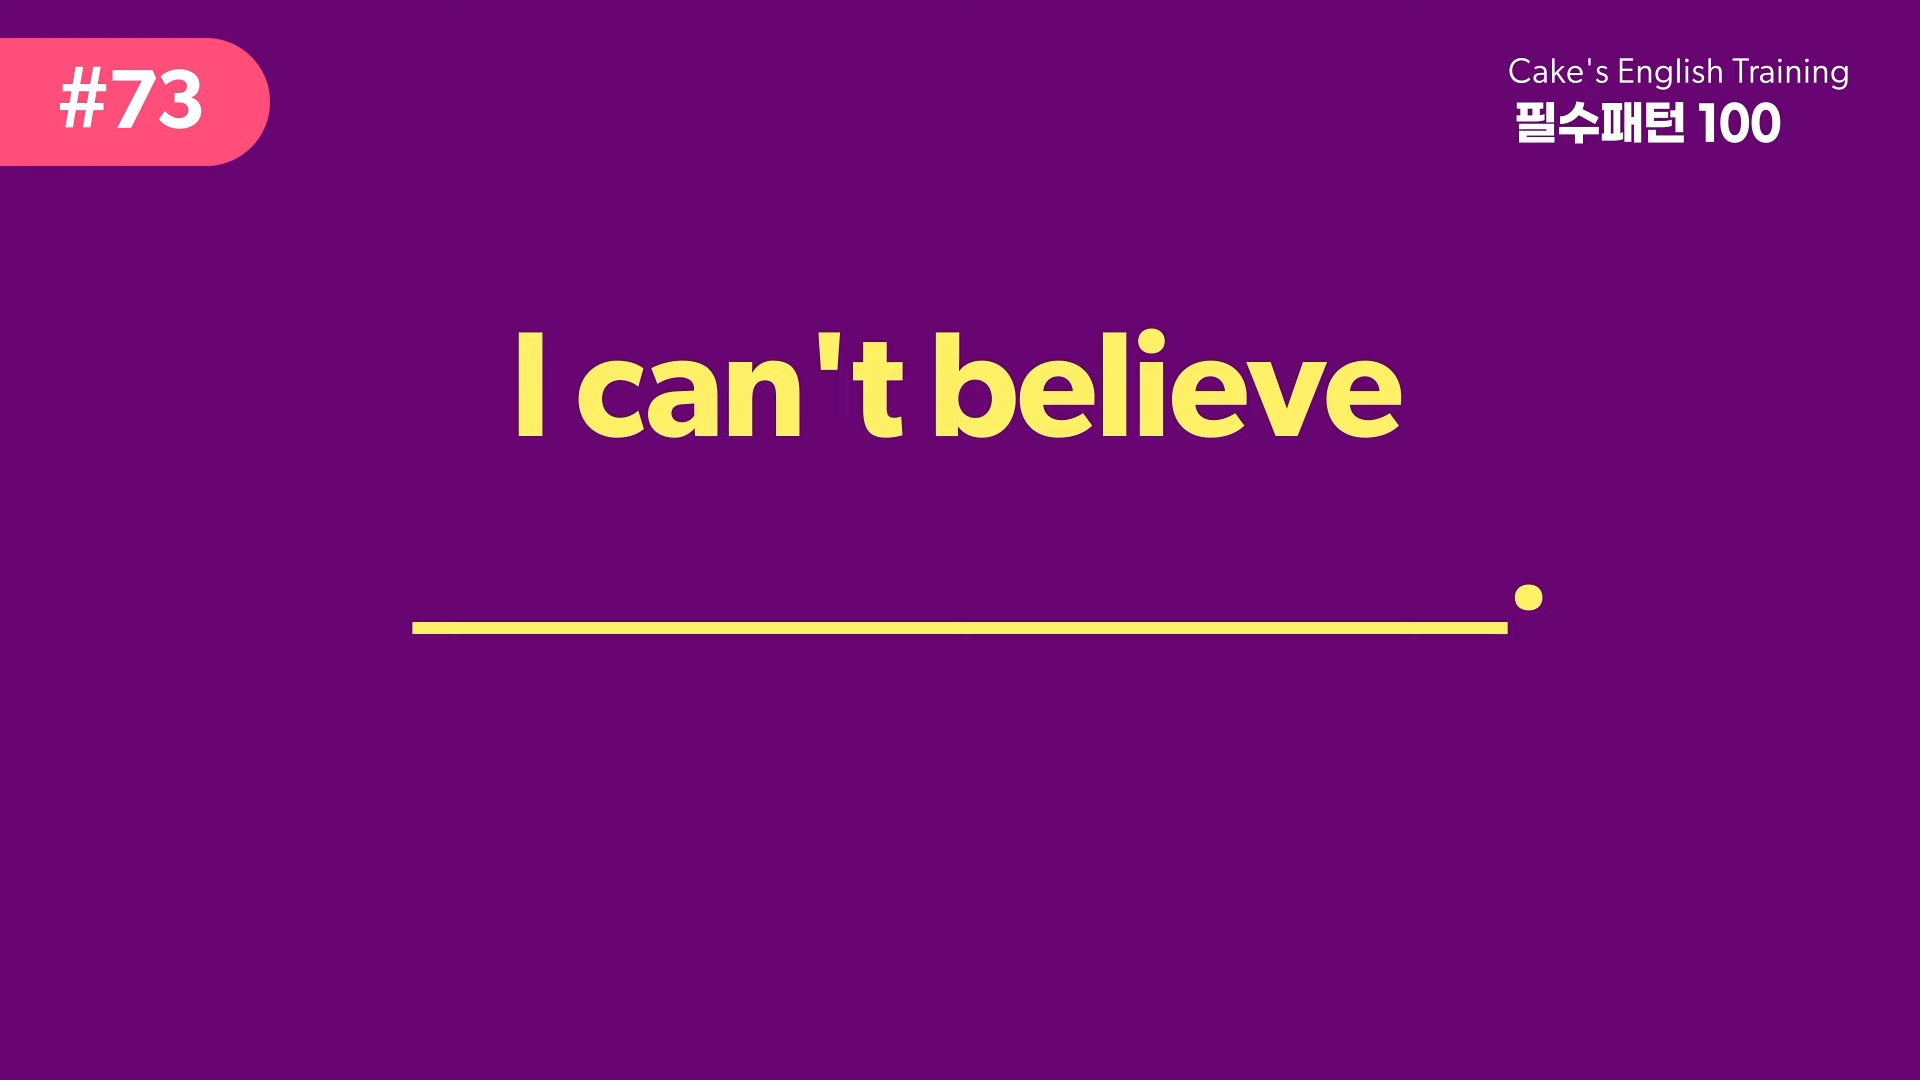 #73
Cake's English Training
필수패턴 100
I can't believe
.